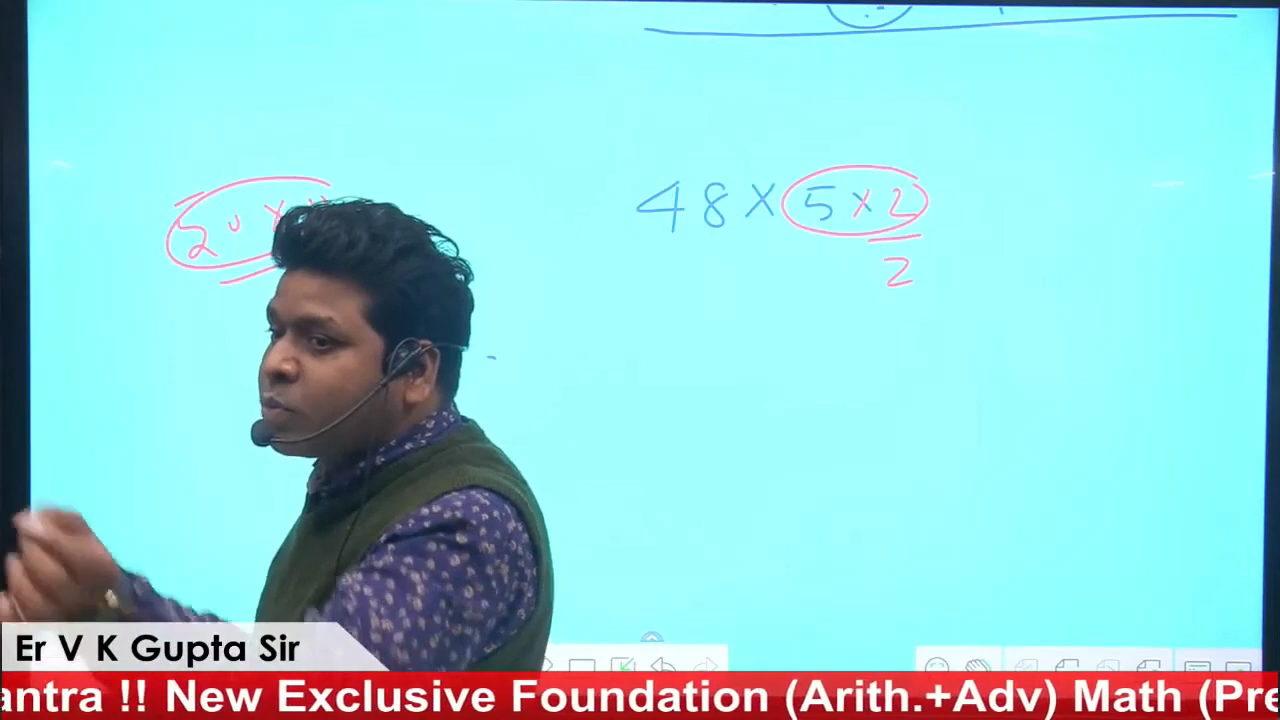 48 × 5 × 2
2
Er V K Gupta Sir
antra !! New Exclusive Foundation (Arith.+Adv) Math (Pre